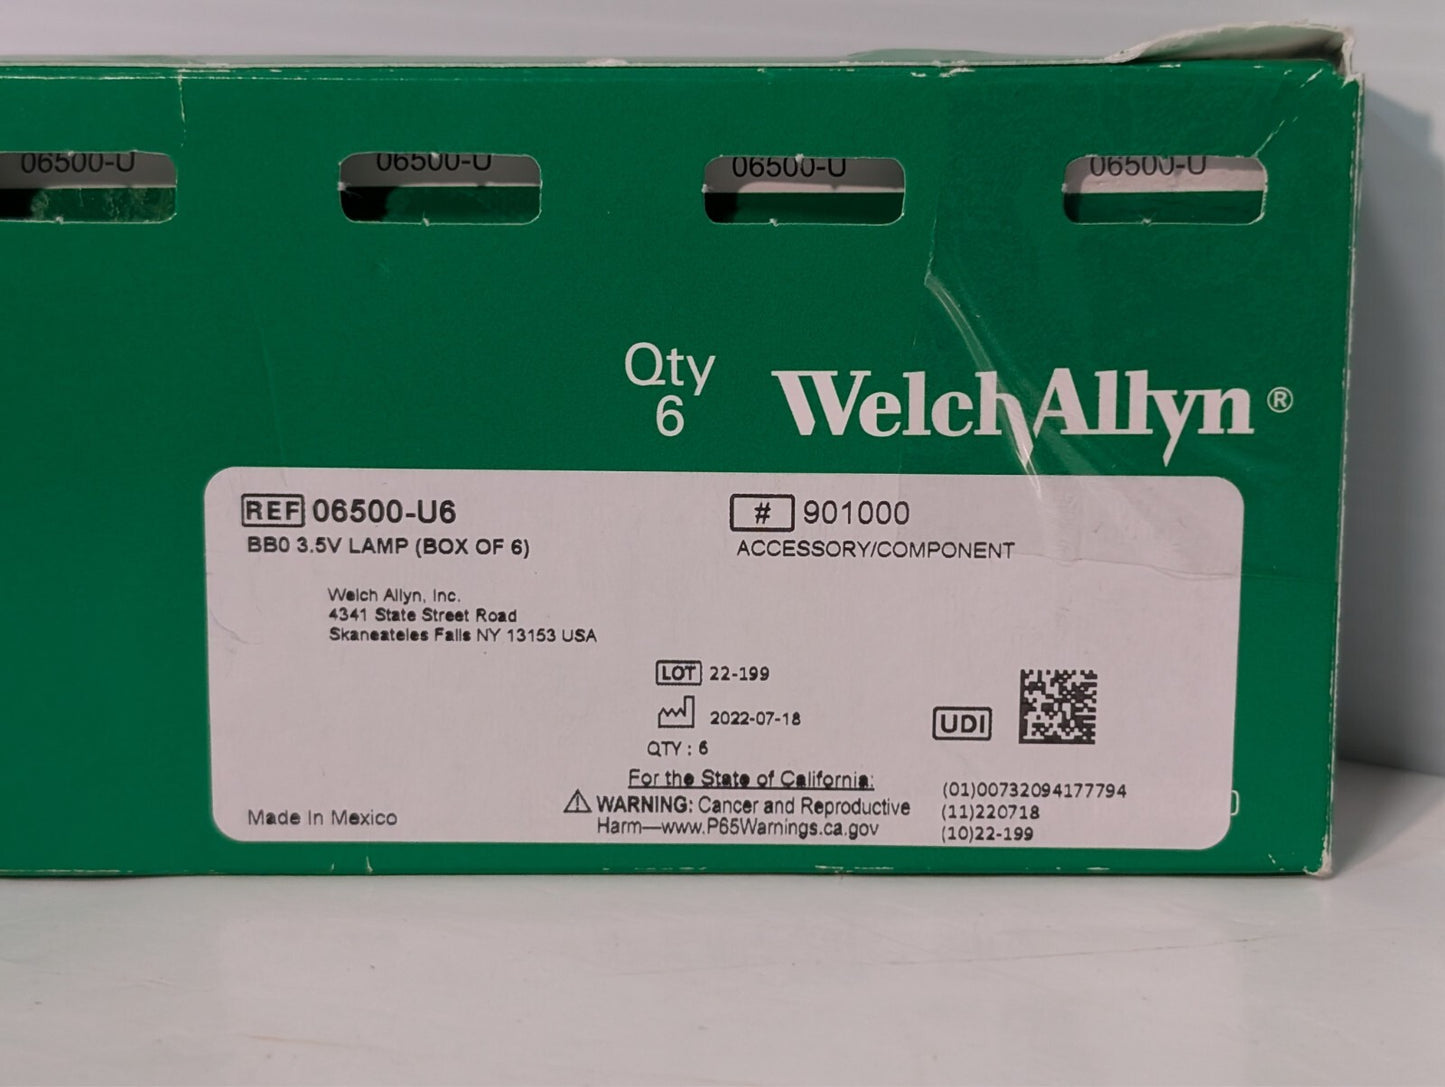 06500-U 06500-U 06500-U 06500-U
Qty
6
WelchAllyn®
REF 06500-U6
BB0 3.5V LAMP (BOX OF 6)
# 901000
ACCESSORY/COMPONENT
Welch Allyn, Inc.
4341 State Street Road
Skaneateles Falls NY 13153 USA
LOT 22-199
2022-07-18
QTY : 6
UDI
For the State of California:
⚠ WARNING: Cancer and Reproductive
Harm—www.P65Warnings.ca.gov
(01)00732094177794
(11)220718
(10)22-199
Made In Mexico